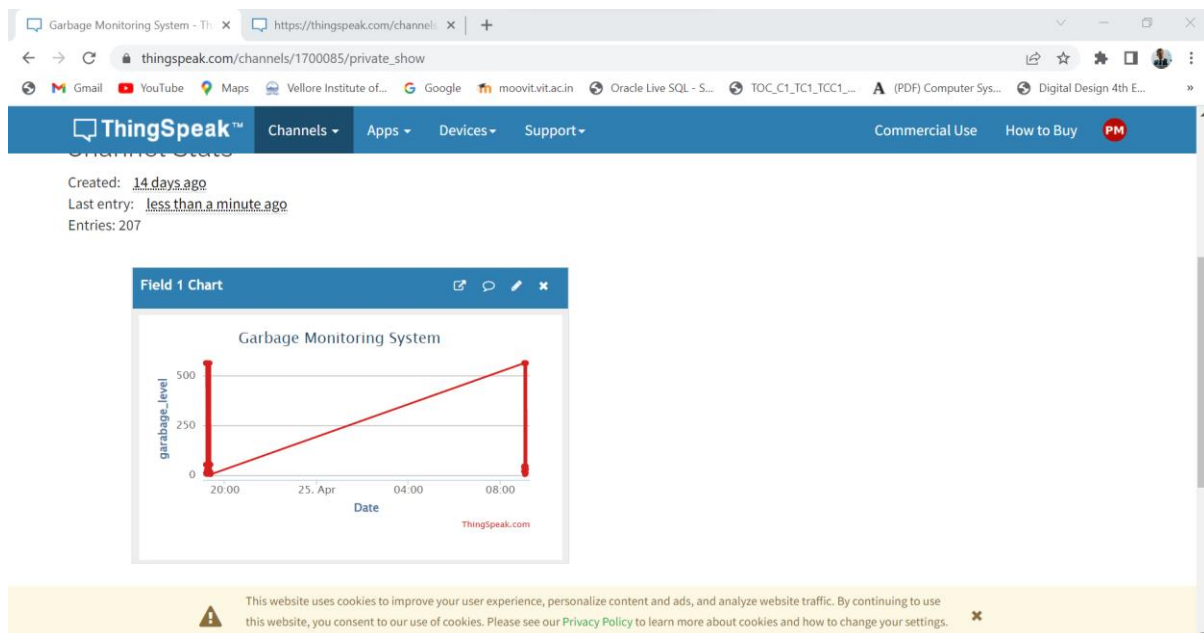 Garbage Monitoring System - Th
https://thingspeak.com/channels
thingspeak.com/channels/1700085/private_show
Gmail YouTube Maps Vellore Institute of... Google moovit.vit.ac.in Oracle Live SQL - S... TOC_C1_TC1_TCC1_... (PDF) Computer Sys... Digital Design 4th E... »
ThingSpeak™ Channels Apps Devices Support Commercial Use How to Buy PM
Channel Stats
Created: 14 days ago
Last entry: less than a minute ago
Entries: 207
Field 1 Chart
Garbage Monitoring System
garabage_level
500
250
0
20:00 25. Apr 04:00 08:00
Date
ThingSpeak.com
This website uses cookies to improve your user experience, personalize content and ads, and analyze website traffic. By continuing to use
this website, you consent to our use of cookies. Please see our Privacy Policy to learn more about cookies and how to change your settings.